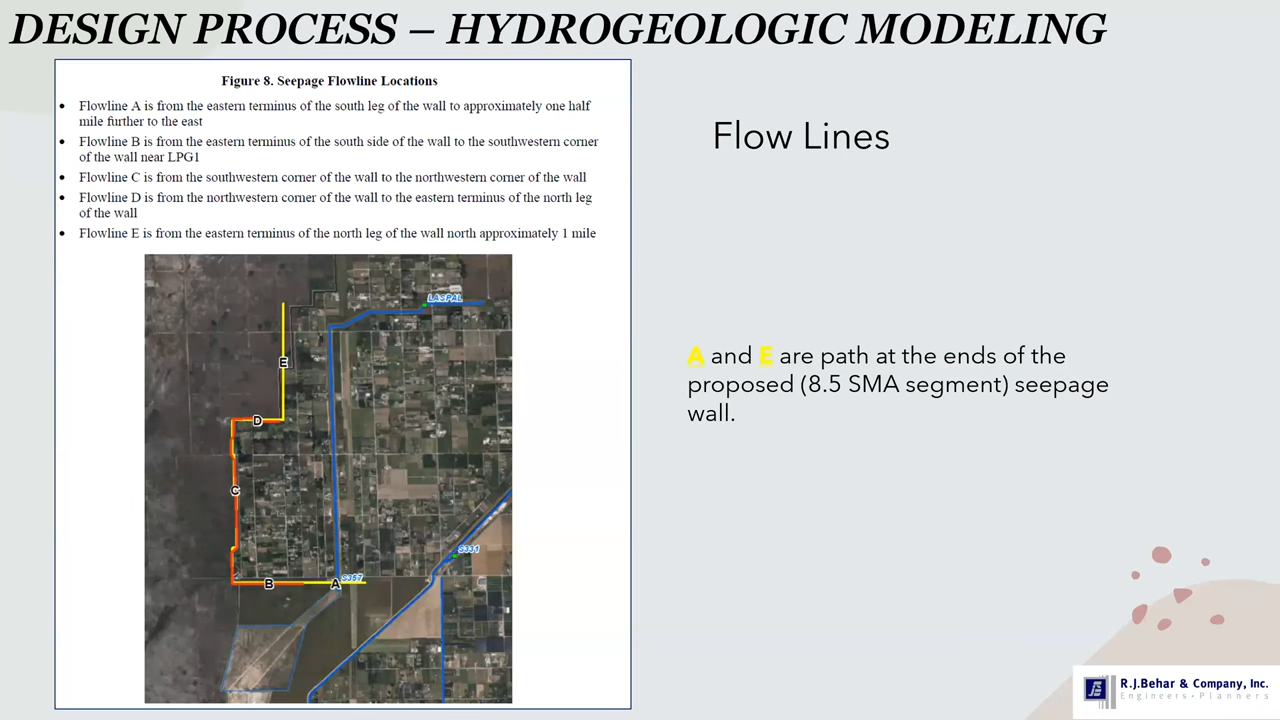 DESIGN PROCESS – HYDROGEOLOGIC MODELING
Figure 8. Seepage Flowline Locations
• Flowline A is from the eastern terminus of the south leg of the wall to approximately one half
mile further to the east
• Flowline B is from the eastern terminus of the south side of the wall to the southwestern corner
of the wall near LPG1
• Flowline C is from the southwestern corner of the wall to the northwestern corner of the wall
• Flowline D is from the northwestern corner of the wall to the eastern terminus of the north leg
of the wall
• Flowline E is from the eastern terminus of the north leg of the wall north approximately 1 mile
LASPAL
E
D
C
S331
S357
B
A
Flow Lines
A and E are path at the ends of the
proposed (8.5 SMA segment) seepage
wall.
R.J.Behar & Company, Inc.
Engineers•Planners